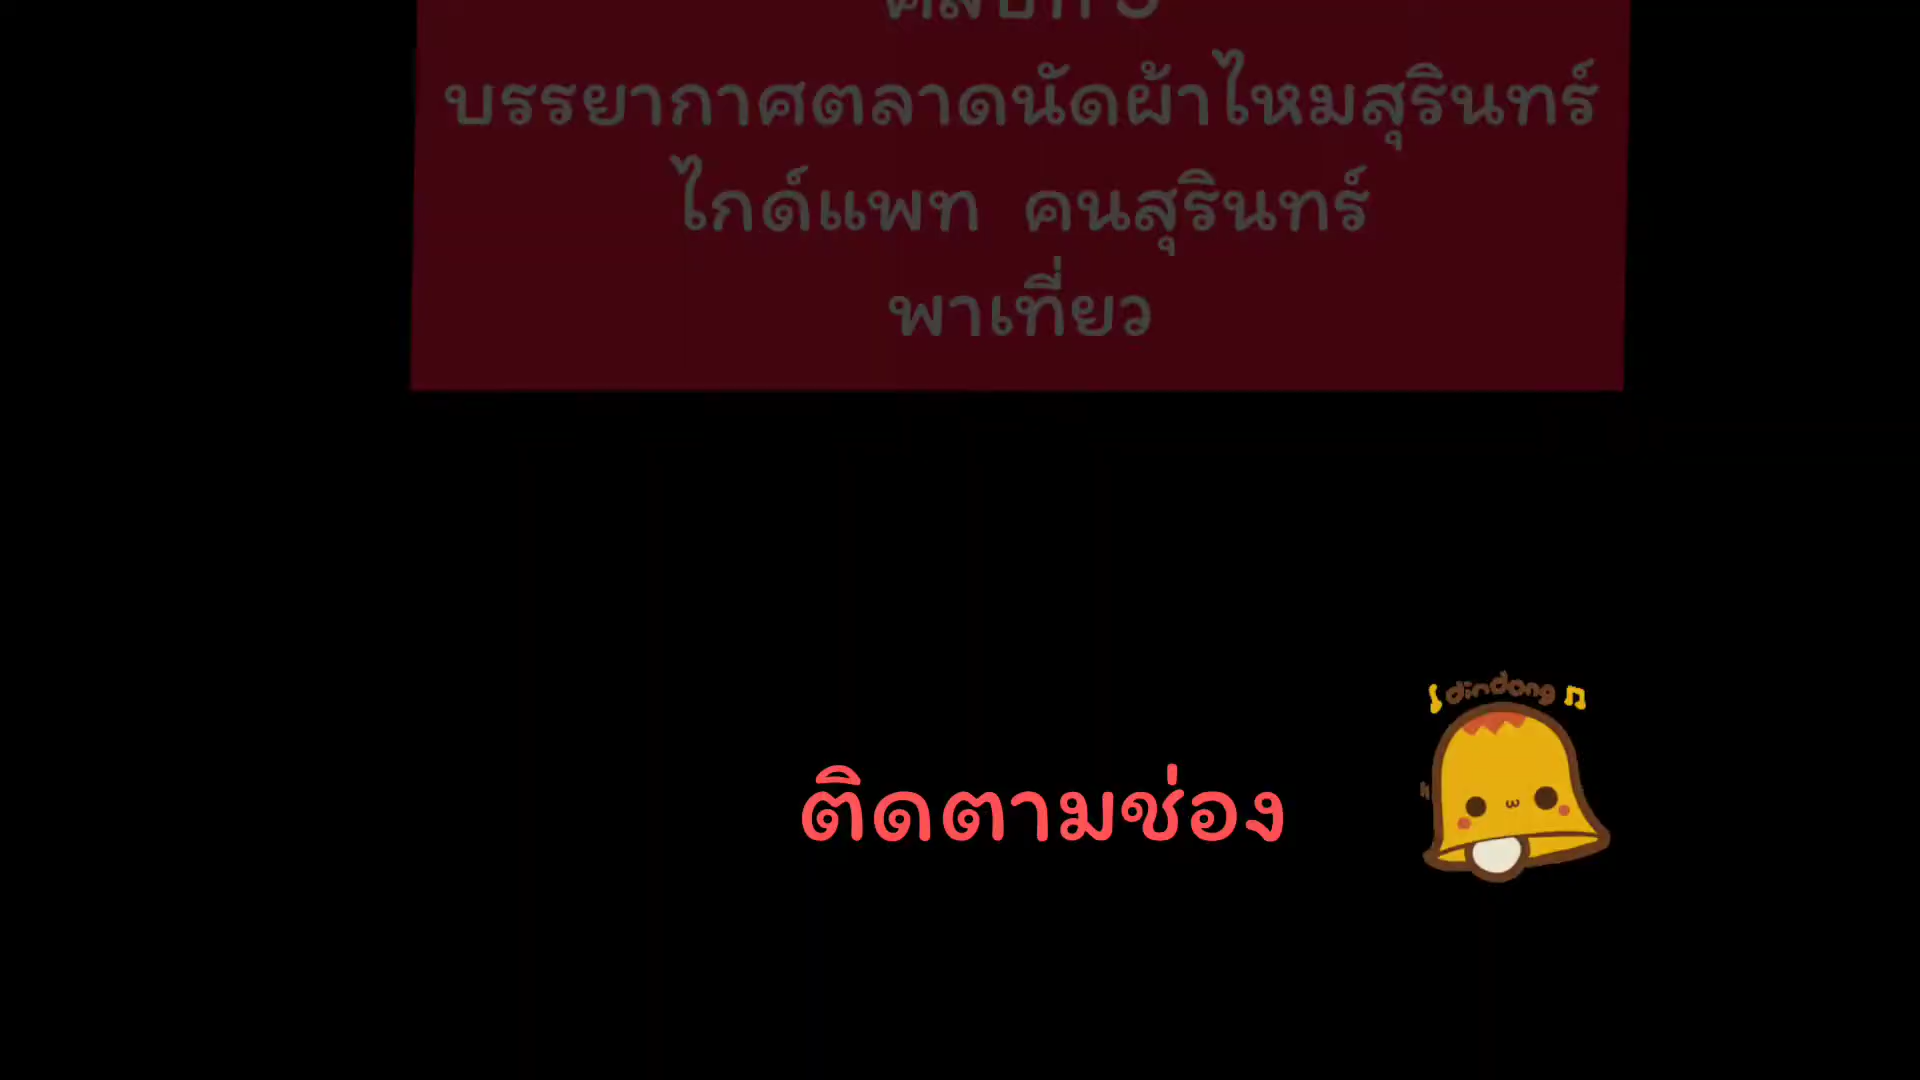 บรรยากาศตลาดนัดผ้าไหมสุรินทร์
ไกด์แพท คนสุรินทร์
พาเที่ยว
dindong
ติดตามช่อง